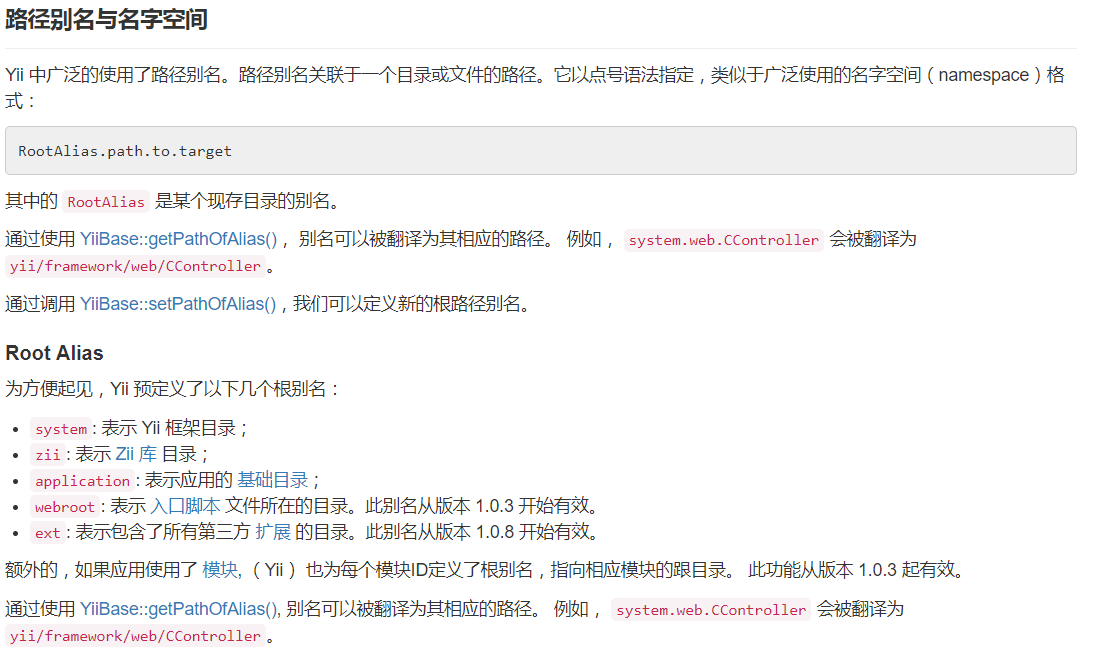 路径别名与名字空间
Yii 中广泛的使用了路径别名。路径别名关联于一个目录或文件的路径。它以点号语法指定，类似于广泛使用的名字空间（namespace）格
式：
RootAlias.path.to.target
其中的 RootAlias 是某个现存目录的别名。
通过使用 YiiBase::getPathOfAlias()， 别名可以被翻译为其相应的路径。 例如， system.web.CController 会被翻译为
yii/framework/web/CController。
通过调用 YiiBase::setPathOfAlias()，我们可以定义新的根路径别名。
Root Alias
为方便起见，Yii 预定义了以下几个根别名：
• system: 表示 Yii 框架目录；
• zii: 表示 Zii 库 目录；
• application: 表示应用的 基础目录；
• webroot: 表示 入口脚本 文件所在的目录。此别名从版本 1.0.3 开始有效。
• ext: 表示包含了所有第三方 扩展 的目录。此别名从版本 1.0.8 开始有效。
额外的，如果应用使用了 模块, （Yii） 也为每个模块ID定义了根别名，指向相应模块的跟目录。 此功能从版本 1.0.3 起有效。
通过使用 YiiBase::getPathOfAlias(), 别名可以被翻译为其相应的路径。 例如， system.web.CController 会被翻译为
yii/framework/web/CController。